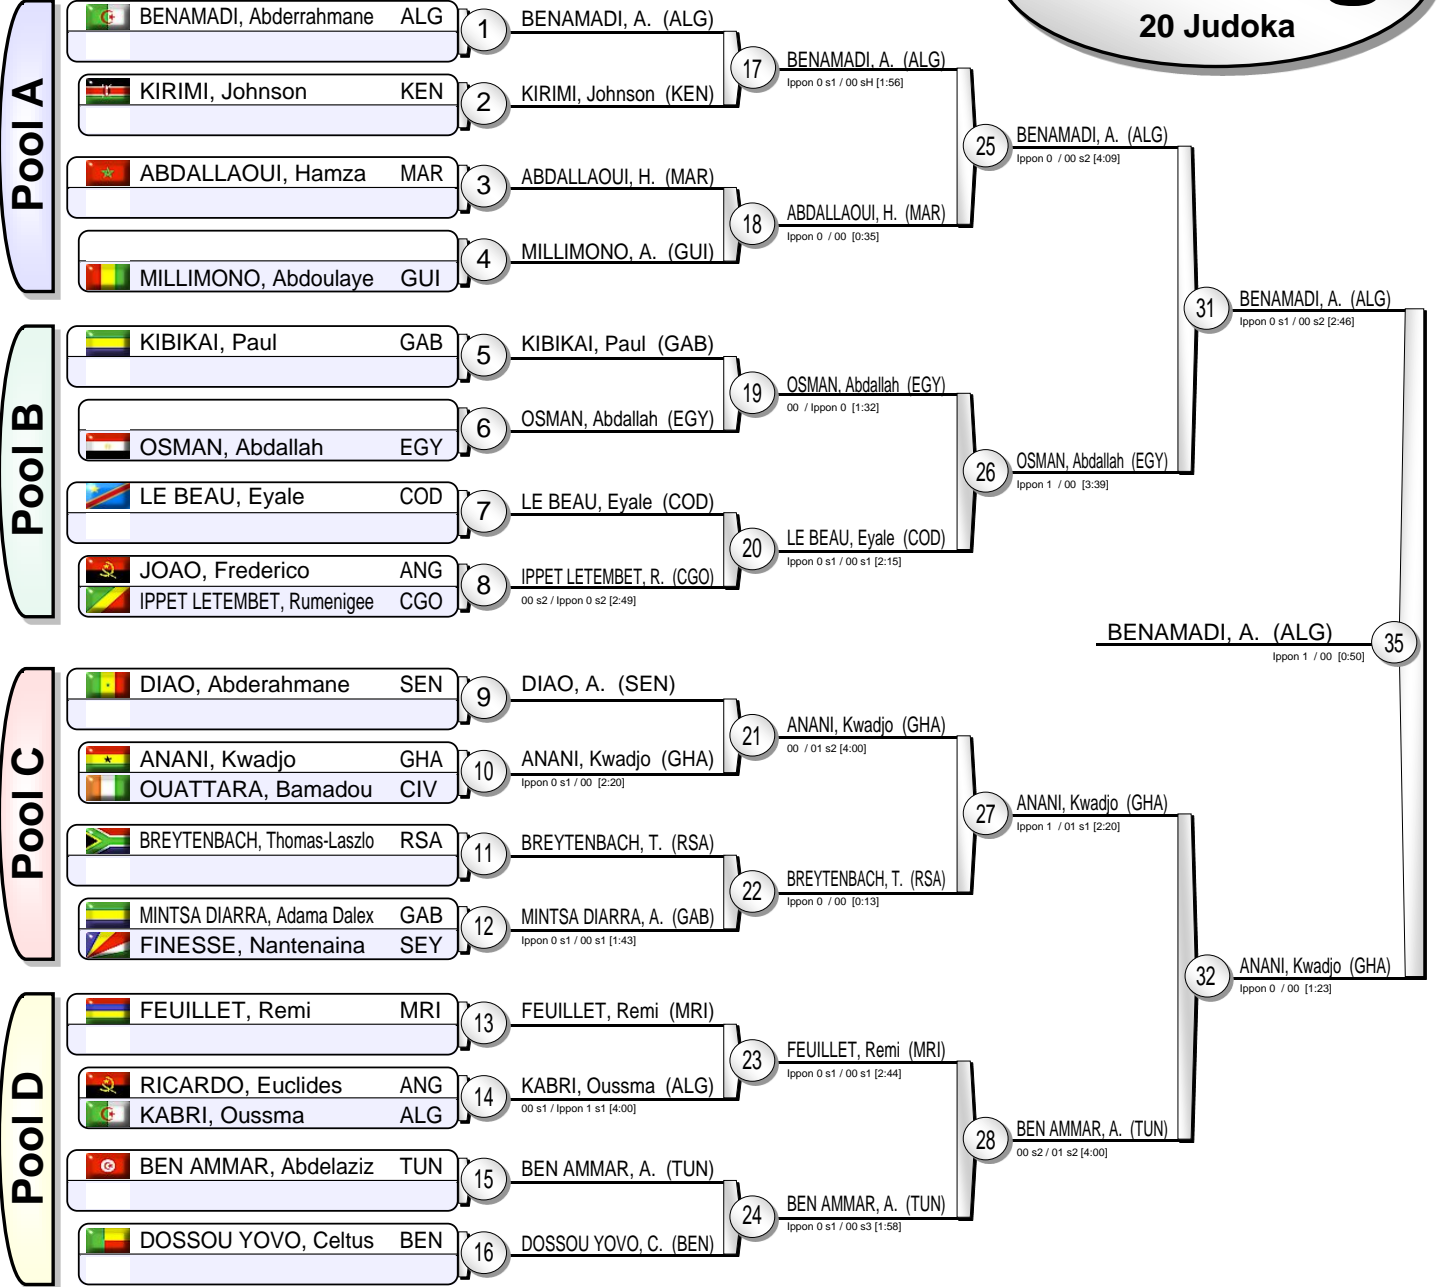 20 Judoka
Pool A
BENAMADI, Abderrahmane ALG
1
BENAMADI, A. (ALG)
KIRIMI, Johnson KEN
2
KIRIMI, Johnson (KEN)
17
BENAMADI, A. (ALG)
Ippon 0 s1 / 00 sH [1:56]
ABDALLAOUI, Hamza MAR
3
ABDALLAOUI, H. (MAR)
MILLIMONO, Abdoulaye GUI
4
MILLIMONO, A. (GUI)
18
ABDALLAOUI, H. (MAR)
Ippon 0 / 00 [0:35]
25
BENAMADI, A. (ALG)
Ippon 0 / 00 s2 [4:09]
Pool B
KIBIKAI, Paul GAB
5
KIBIKAI, Paul (GAB)
OSMAN, Abdallah EGY
6
OSMAN, Abdallah (EGY)
19
OSMAN, Abdallah (EGY)
00 / Ippon 0 [1:32]
LE BEAU, Eyale COD
7
LE BEAU, Eyale (COD)
JOAO, Frederico ANG
IPPET LETEMBET, Rumenigee CGO
8
IPPET LETEMBET, R. (CGO)
00 s2 / Ippon 0 s2 [2:49]
20
LE BEAU, Eyale (COD)
Ippon 0 s1 / 00 s1 [2:15]
26
OSMAN, Abdallah (EGY)
Ippon 1 / 00 [3:39]
31
BENAMADI, A. (ALG)
Ippon 0 s1 / 00 s2 [2:46]
BENAMADI, A. (ALG)
35
Ippon 1 / 00 [0:50]
Pool C
DIAO, Abderahmane SEN
9
DIAO, A. (SEN)
ANANI, Kwadjo GHA
OUATTARA, Bamadou CIV
10
ANANI, Kwadjo (GHA)
Ippon 0 s1 / 00 [2:20]
21
ANANI, Kwadjo (GHA)
00 / 01 s2 [4:00]
BREYTENBACH, Thomas-Laszlo RSA
11
BREYTENBACH, T. (RSA)
MINTSA DIARRA, Adama Dalex GAB
FINESSE, Nantenaina SEY
12
MINTSA DIARRA, A. (GAB)
Ippon 0 s1 / 00 s1 [1:43]
22
BREYTENBACH, T. (RSA)
Ippon 0 / 00 [0:13]
27
ANANI, Kwadjo (GHA)
Ippon 1 / 01 s1 [2:20]
Pool D
FEUILLET, Remi MRI
13
FEUILLET, Remi (MRI)
RICARDO, Euclides ANG
KABRI, Oussma ALG
14
KABRI, Oussma (ALG)
00 s1 / Ippon 1 s1 [4:00]
23
FEUILLET, Remi (MRI)
Ippon 0 s1 / 00 s1 [2:44]
BEN AMMAR, Abdelaziz TUN
15
BEN AMMAR, A. (TUN)
DOSSOU YOVO, Celtus BEN
16
DOSSOU YOVO, C. (BEN)
24
BEN AMMAR, A. (TUN)
Ippon 0 s1 / 00 s3 [1:58]
28
BEN AMMAR, A. (TUN)
00 s2 / 01 s2 [4:00]
32
ANANI, Kwadjo (GHA)
Ippon 0 / 00 [1:23]